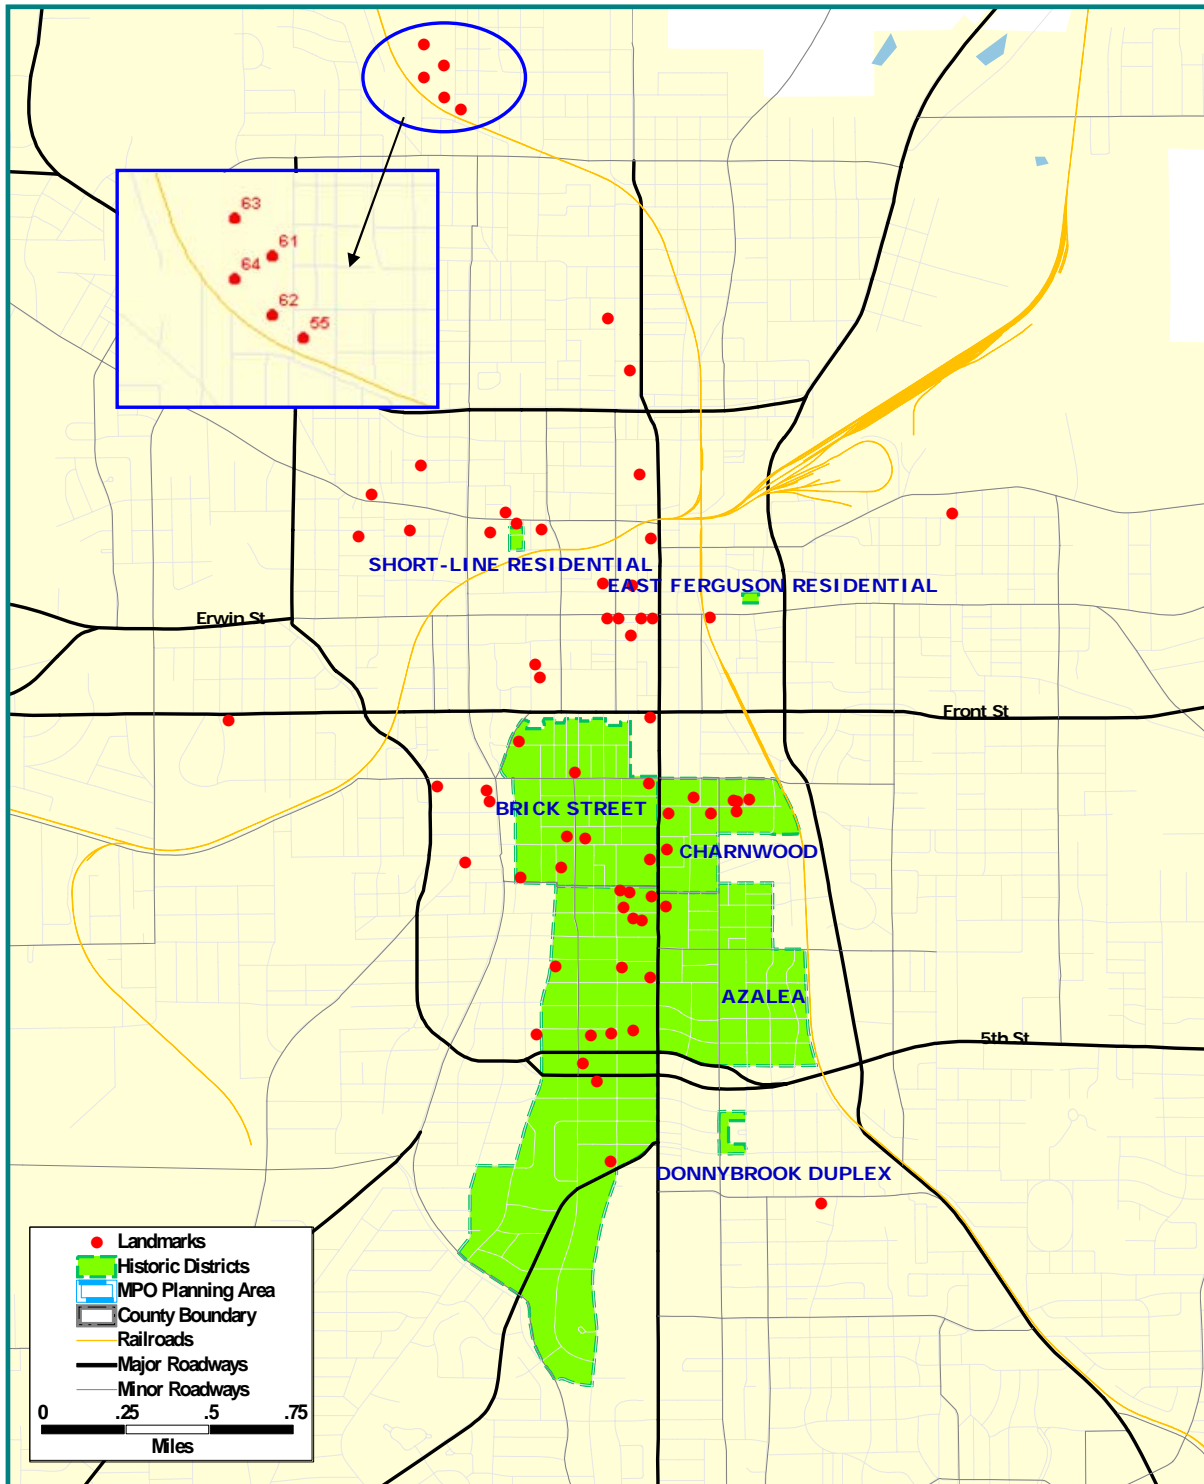 63
61
64
62
55
SHORT-LINE RESIDENTIAL
EAST FERGUSON RESIDENTIAL
Erwin St
Front St
BRICK STREET
CHARNWOOD
AZALEA
5th St
DONNYBROOK DUPLEX
Landmarks
Historic Districts
MPO Planning Area
County Boundary
Railroads
Major Roadways
Minor Roadways
0 .25 .5 .75
Miles